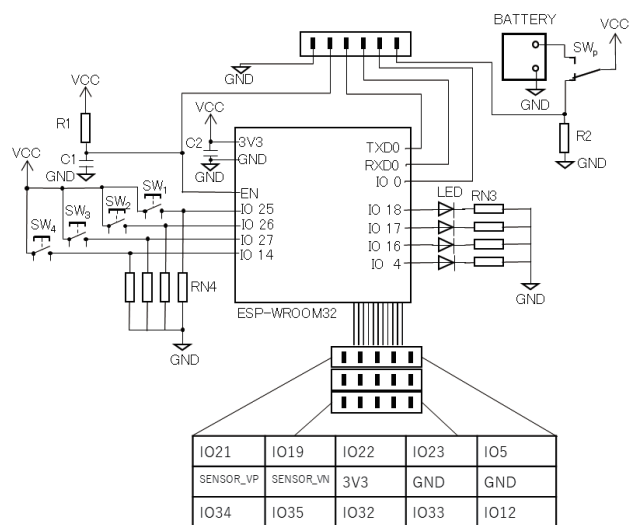 BATTERY
VCC
SWp
GND
VCC
GND
R1
VCC
C2
3V3
GND
GND
TXD0
RXD0
IO 0
R2
GND
VCC
C1
GND
EN
SW1
IO 25
SW2
IO 26
SW3
IO 27
SW4
IO 14
LED
RN3
IO 18
IO 17
IO 16
IO 4
GND
RN4
GND
ESP-WROOM32
IO21 IO19 IO22 IO23 IO5
SENSOR_VP SENSOR_VN 3V3 GND GND
IO34 IO35 IO32 IO33 IO12